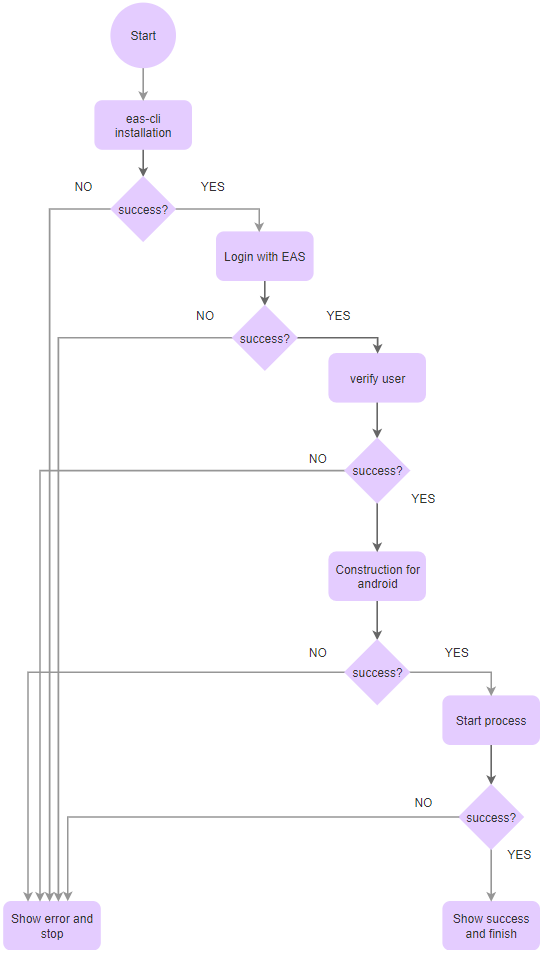 Start
eas-cli
installation
NO
YES
success?
Login with EAS
NO
YES
success?
verify user
NO
success?
YES
Construction for
android
NO
YES
success?
Start process
NO
success?
YES
Show error and
stop
Show success
and finish